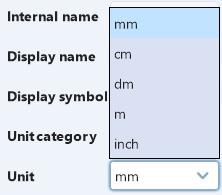 Internal name
mm
cm
Display name
dm
Display symbol
m
Unit category
inch
Unit
mm